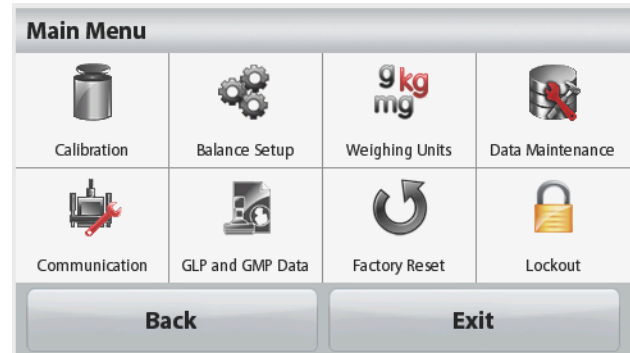 Main Menu
g kg
mg
Calibration
Balance Setup
Weighing Units
Data Maintenance
Communication
GLP and GMP Data
Factory Reset
Lockout
Back
Exit